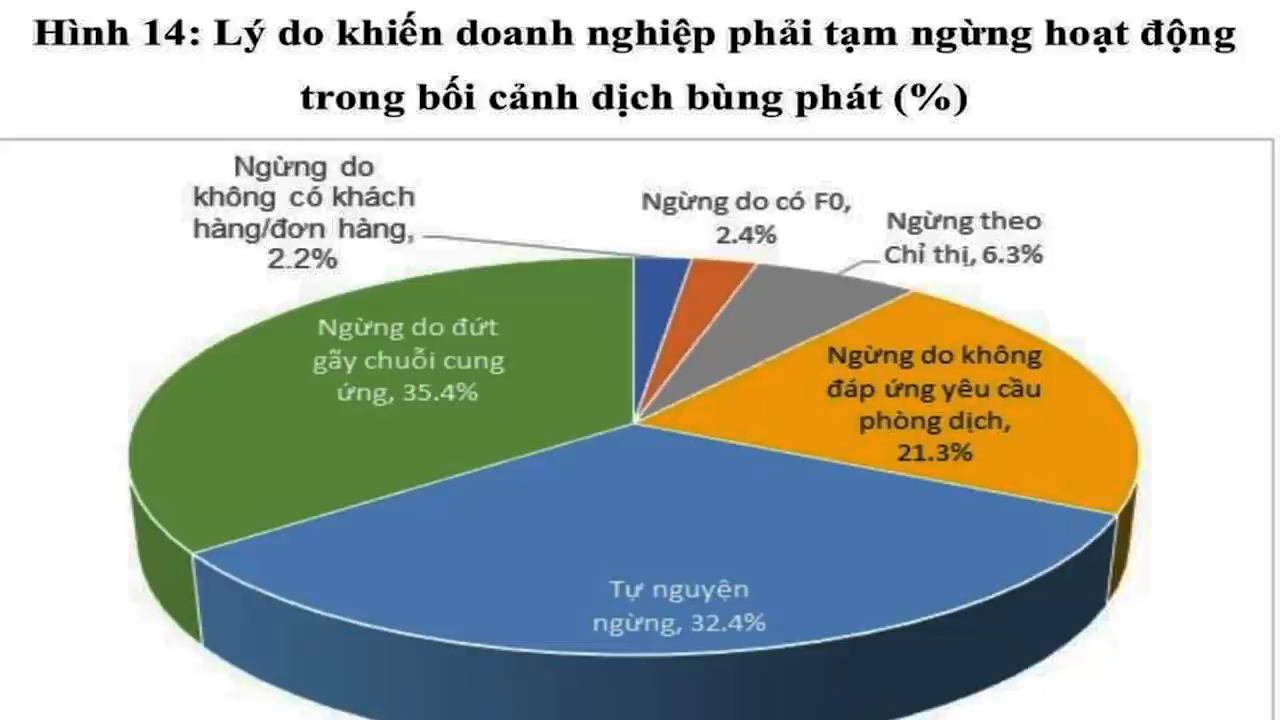 Hình 14: Lý do khiến doanh nghiệp phải tạm ngừng hoạt động
trong bối cảnh dịch bùng phát (%)
Ngừng do
không có khách
hàng/đơn hàng,
2.2%
Ngừng do có F0,
2.4%
Ngừng theo
Chỉ thị, 6.3%
Ngừng do không
đáp ứng yêu cầu
phòng dịch,
21.3%
Tự nguyện
ngừng, 32.4%
Ngừng do đứt
gẫy chuỗi cung
ứng, 35.4%